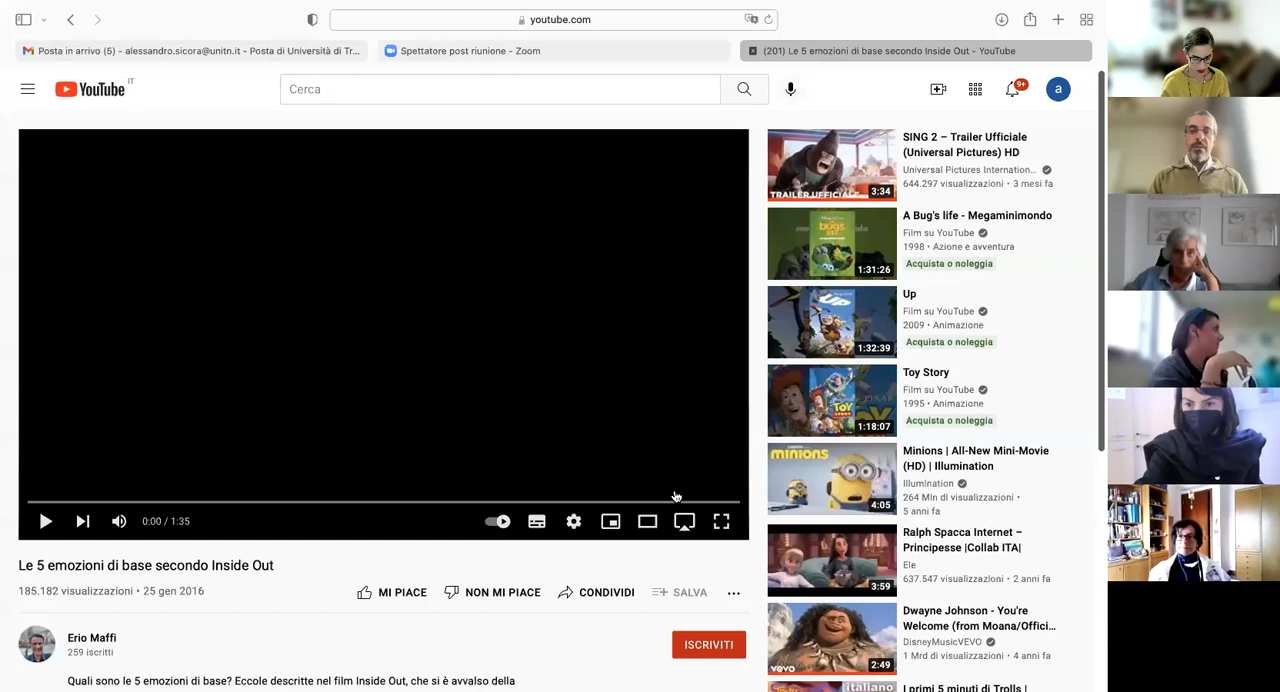 youtube.com
Posta in arrivo (5) - alessandro.sicora@unitn.it - Posta di Università di Tr...
Spettatore post riunione - Zoom
(201) Le 5 emozioni di base secondo Inside Out - YouTube
YouTube IT
Cerca
9+
a
0:00 / 1:35
Le 5 emozioni di base secondo Inside Out
185.182 visualizzazioni • 25 gen 2016
MI PIACE
NON MI PIACE
CONDIVIDI
SALVA
Erio Maffi
259 iscritti
ISCRIVITI
Quali sono le 5 emozioni di base? Eccole descritte nel film Inside Out, che si è avvalso della
TRAILER UFFICIALE
3:34
SING 2 – Trailer Ufficiale
(Universal Pictures) HD
Universal Pictures Internation...
644.297 visualizzazioni • 3 mesi fa
bugs
1:31:26
A Bug's life - Megaminimondo
Film su YouTube
1998 • Azione e avventura
Acquista o noleggia
UP
1:32:39
Up
Film su YouTube
2009 • Animazione
Acquista o noleggia
TOY
STORY
1:18:07
Toy Story
Film su YouTube
1995 • Animazione
Acquista o noleggia
MINIONS
4:05
Minions | All-New Mini-Movie
(HD) | Illumination
Illumination
264 Mln di visualizzazioni •
5 anni fa
3:59
Ralph Spacca Internet –
Principesse |Collab ITA|
Ele
637.547 visualizzazioni • 2 anni fa
vevo
2:49
Dwayne Johnson - You're
Welcome (from Moana/Offici...
DisneyMusicVEVO
1 Mrd di visualizzazioni • 4 anni fa
italiano
I primi 5 minuti di Trolls |